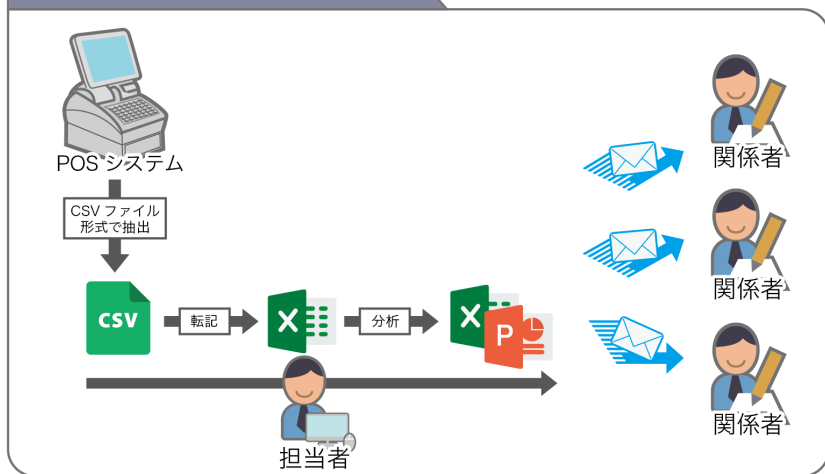 POS システム
CSV ファイル
形式で抽出
CSV
転記
X
分析
X
P
担当者
関係者
関係者
関係者